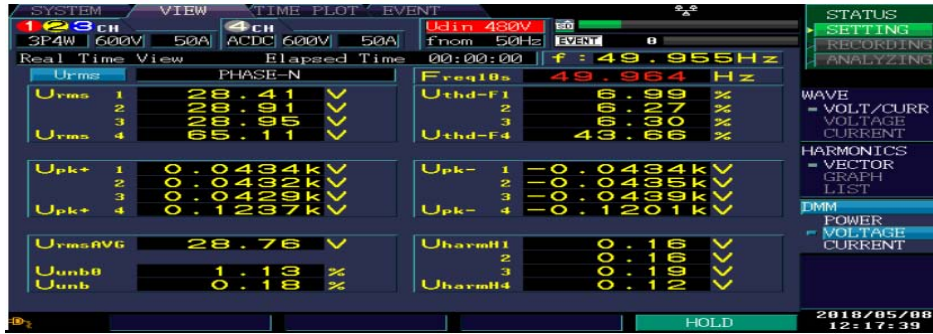 SYSTEM VIEW TIME PLOT EVENT
123CH 4CH Udin 480V SD
3P4W 600V 50A ACDC 600V 50A fnom 50Hz EVENT 0
Real Time View Elapsed Time 00:00:00 f:49.955Hz
Urms PHASE-N Freq10s 49.964 Hz
Urms 1 28.41 V Uthd-F1 6.99 %
2 28.91 V 2 6.27 %
3 28.95 V 3 6.30 %
Urms 4 65.11 V Uthd-F4 43.66 %
Upk+ 1 0.0434kV Upk- 1 -0.0434kV
2 0.0432kV 2 -0.0435kV
3 0.0429kV 3 -0.0439kV
Upk+ 4 0.1237kV Upk- 4 -0.1201kV
UrmsAVG 28.76 V UharmH1 0.16 V
2 0.16 V
Uunb0 1.13 % 3 0.19 V
Uunb 0.18 % UharmH4 0.12 V
HOLD
STATUS
SETTING
RECORDING
ANALYZING
WAVE
VOLT/CURR
VOLTAGE
CURRENT
HARMONICS
VECTOR
GRAPH
LIST
DMM
POWER
VOLTAGE
CURRENT
2018/05/08
12:17:39